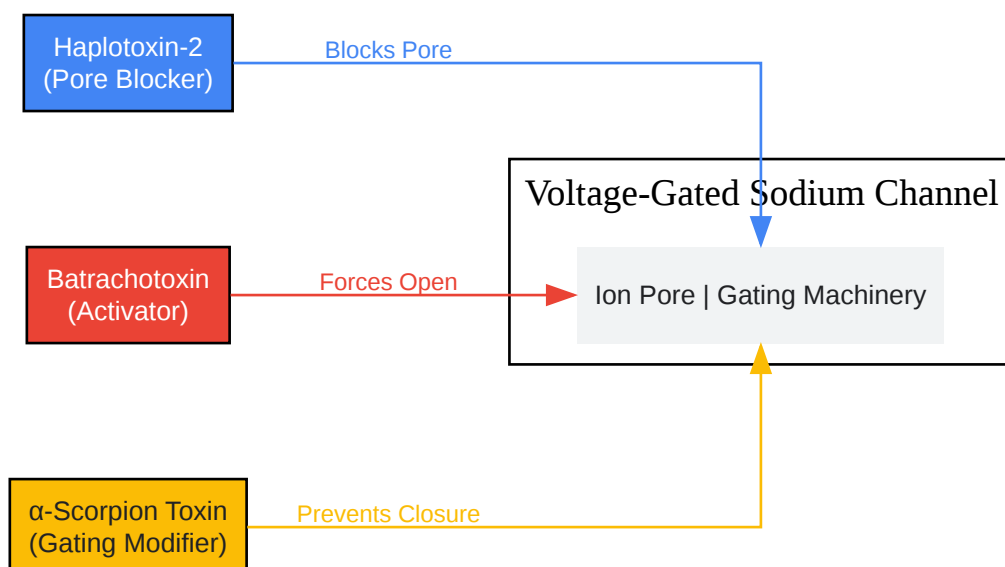 Haplotoxin-2
(Pore Blocker)
Blocks Pore
Voltage-Gated Sodium Channel
Batrachotoxin
(Activator)
Forces Open
Ion Pore | Gating Machinery
α-Scorpion Toxin
(Gating Modifier)
Prevents Closure